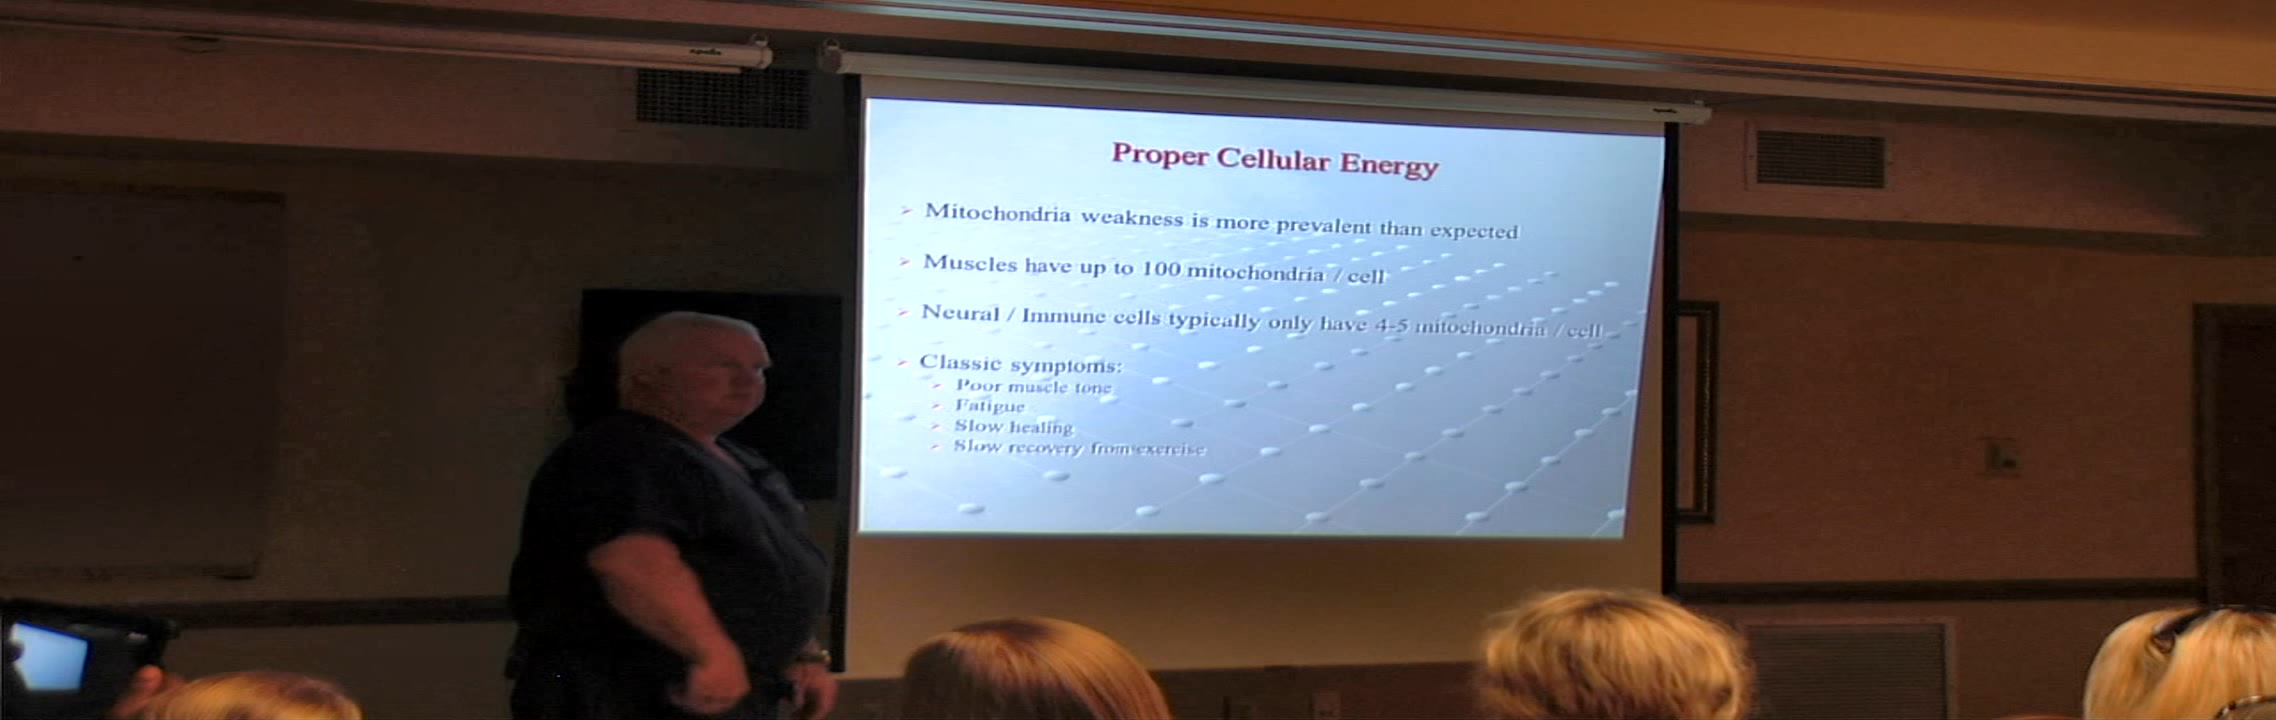 apollo
Proper Cellular Energy
Mitochondria weakness is more prevalent than expected
Muscles have up to 100 mitochondria / cell
Neural / Immune cells typically only have 4-5 mitochondria / cell
Classic symptoms:
Poor muscle tone
Fatigue
Slow healing
Slow recovery from exercise